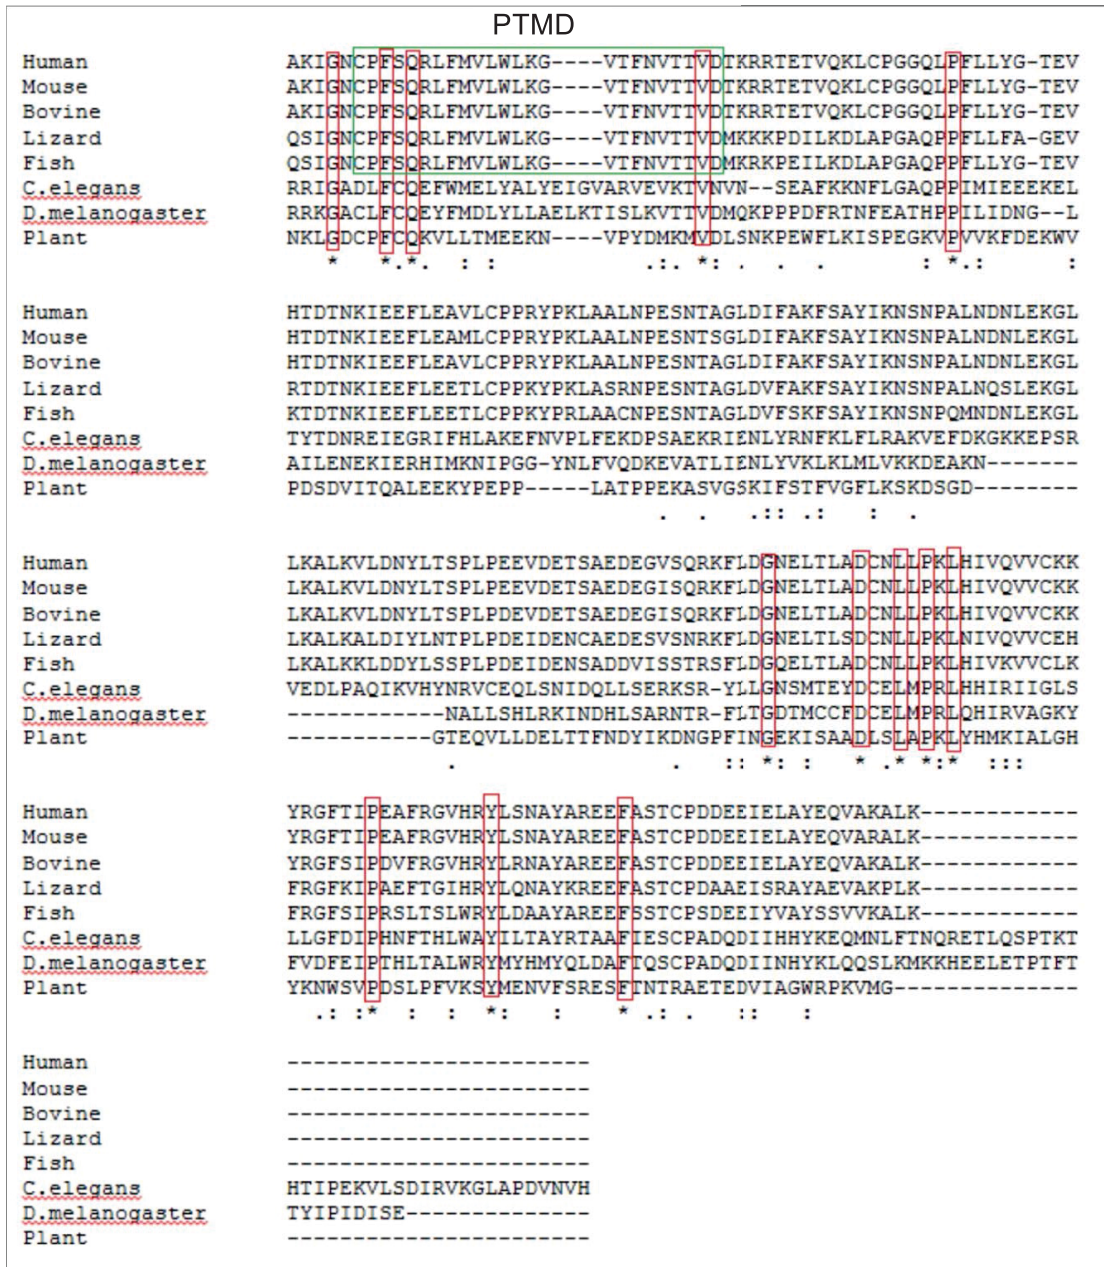 PTMD
Human AKIGNCPFSQRLFMVLWLKG----VTFNVTTVDTKRRTETVQKLCPGGQLPFLLYG-TEV
Mouse AKIGNCPFSQRLFMVLWLKG----VTFNVTTVDTKRRTETVQKLCPGGQLPFLLYG-TEV
Bovine AKIGNCPFSQRLFMVLWLKG----VTFNVTTVDTKRRTETVQKLCPGGQLPFLLYG-TEV
Lizard QSIGNCPFSQRLFMVLWLKG----VTFNVTTVDMKKKPDILKDLAPGAQPPFLLFA-GEV
Fish QSIGNCPFSQRLFMVLWLKG----VTFNVTTVDMKRKPEILKDLAPGAQPPFLLYG-TEV
C.elegans RRIGADLFCQEFWMELYALYEIGVARVEVKTVNVN--SEAFKKNFLGAQPPIMIEEEKEL
D.melanogaster RRKGACLFCQEYFMDLYLLAELKTISLKVTTVDMQKPPPDFRTNFEATHPPILIDNG--L
Plant NKLGDCPFCQKVLLTMEEKN----VPYDMKMVDLSNKPEWFLKISPEGKVPVVKFDEKWV
* *.*. : : .:. *: . . . : *.: :
Human HTDTNKIEEFLEAVLCPPRYPKLAALNPESNTAGLDIFAKFSAYIKNSNPALNDNLEKGL
Mouse HTDTNKIEEFLEAMLCPPRYPKLAALNPESNTSGLDIFAKFSAYIKNSNPALNDNLEKGL
Bovine HTDTNKIEEFLEAVLCPPRYPKLAALNPESNTAGLDIFAKFSAYIKNSNPALNDNLEKGL
Lizard RTDTNKIEEFLEETLCPPKYPKLASRNPESNTAGLDVFAKFSAYIKNSNPALNQSLEKGL
Fish KTDTNKIEEFLEETLCPPKYPRLAACNPESNTAGLDVFSKFSAYIKNSNPQMNDNLEKGL
C.elegans TYTDNREIEGRIFHLAKEFNVPLFEKDPSAEKRIENLYRNFKLFLRAKVEFDKGKKEPSR
D.melanogaster AILENEKIERHIMKNIPGG-YNLFVQDKEVATLIENLYVKLKLMLVKKDEAKN-------
Plant PDSDVITQALEEKYPEPP-----LATPPEKASVGSKIFSTFVGFLKSKDSGD--------
. . .:: .: : .
Human LKALKVLDNYLTSPLPEEVDETSAEDEGVSQRKFLDGNELTLADCNLLPKLHIVQVVCKK
Mouse LKALKVLDNYLTSPLPEEVDETSAEDEGISQRKFLDGNELTLADCNLLPKLHIVQVVCKK
Bovine LKALKVLDNYLTSPLPDEVDETSAEDEGISQRKFLDGNELTLADCNLLPKLHIVQVVCKK
Lizard LKALKALDIYLNTPLPDEIDENCAEDESVSNRKFLDGNELTLSDCNLLPKLNIVQVVCEH
Fish LKALKKLDDYLSSPLPDEIDENSADDVISSTRSFLDGQELTLADCNLLPKLHIVKVVCLK
C.elegans VEDLPAQIKVHYNRVCEQLSNIDQLLSERKSR-YLLGNSMTEYDCELMPRLHHIRIIGLS
D.melanogaster ------------NALLSHLRKINDHLSARNTR-FLTGDTMCCFDCELMPRLQHIRVAGKY
Plant -----------GTEQVLLDELTTFNDYIKDNGPFINGEKISAADLSLAPKLYHMKIALGH
. . :: *: : * .* *:* :::
Human YRGFTIPEAFRGVHRYLSNAYAREEFASTCPDDEEIELAYEQVAKALK------------
Mouse YRGFTIPEAFRGVHRYLSNAYAREEFASTCPDDEEIELAYEQVARALK------------
Bovine YRGFSIPDVFRGVHRYLRNAYAREEFASTCPDDEEIELAYEQVAKALK------------
Lizard FRGFKIPAEFTGIHRYLQNAYKREEFASTCPDAAEISRAYAEVAKPLK------------
Fish FRGFSIPRSLTSLWRYLDAAYAREEFSSTCPSDEEIYVAYSSVVKALK------------
C.elegans LLGFDIPHNFTHLWAYILTAYRTAAFIESCPADQDIIHHYKEQMNLFTNQRETLQSPTKT
D.melanogaster FVDFEIPTHLTALWRYMYHMYQLDAFTQSCPADQDIINHYKLQQSLKMKKHEELETPTFT
Plant YKNWSVPDSLPFVKSYMENVFSRESFTNTRAETEDVIAGWRPKVMG--------------
.: :* : : *: : * .: . :: :
Human -----------------------
Mouse -----------------------
Bovine -----------------------
Lizard -----------------------
Fish -----------------------
C.elegans HTIPEKVLSDIRVKGLAPDVNVH
D.melanogaster TYIPIDISE--------------
Plant -----------------------